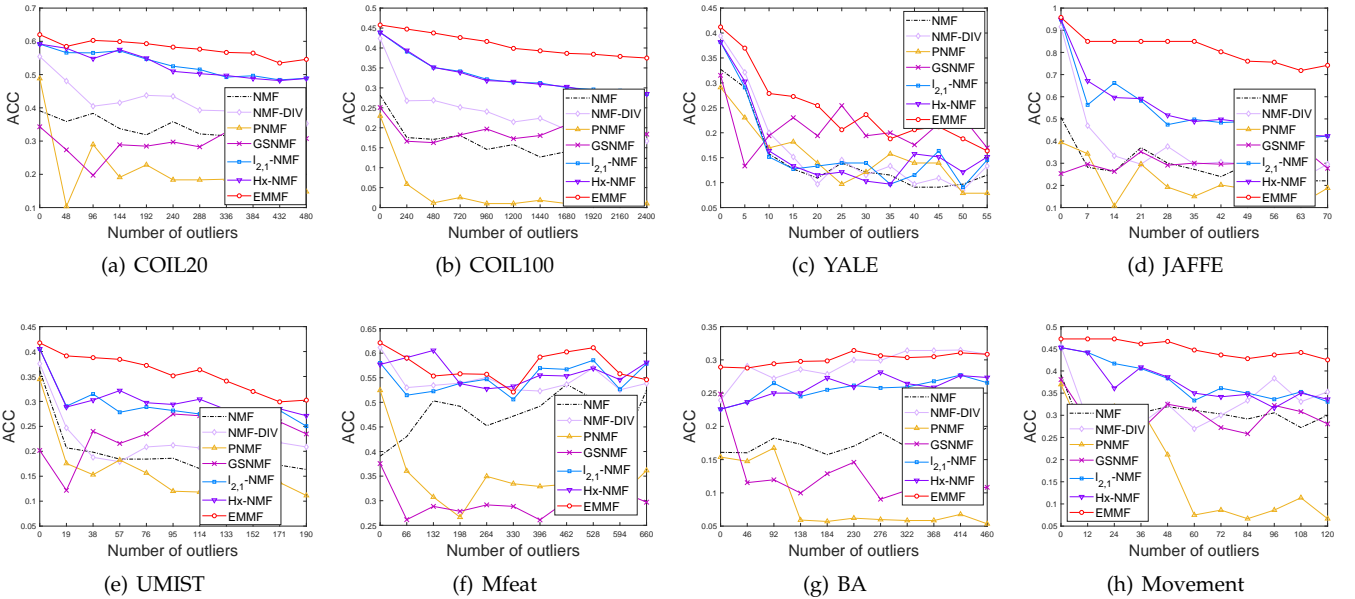 ACC
0.7
0.6
0.5
0.4
0.3
0.2
0.1
0 48 96 144 192 240 288 336 384 432 480
Number of outliers
NMF
NMF-DIV
PNMF
GSNMF
l2,1-NMF
Hx-NMF
EMMF
(a) COIL20
ACC
0.5
0.45
0.4
0.35
0.3
0.25
0.2
0.15
0.1
0.05
0
0 240 480 720 960 1200 1440 1680 1920 2160 2400
Number of outliers
NMF
NMF-DIV
PNMF
GSNMF
l2,1-NMF
Hx-NMF
EMMF
(b) COIL100
ACC
0.45
0.4
0.35
0.3
0.25
0.2
0.15
0.1
0.05
0 5 10 15 20 25 30 35 40 45 50 55
Number of outliers
NMF
NMF-DIV
PNMF
GSNMF
l2,1-NMF
Hx-NMF
EMMF
(c) YALE
ACC
1
0.9
0.8
0.7
0.6
0.5
0.4
0.3
0.2
0.1
0 7 14 21 28 35 42 49 56 63 70
Number of outliers
NMF
NMF-DIV
PNMF
GSNMF
l2,1-NMF
Hx-NMF
EMMF
(d) JAFFE
ACC
0.45
0.4
0.35
0.3
0.25
0.2
0.15
0.1
0.05
0 19 38 57 76 95 114 133 152 171 190
Number of outliers
NMF
NMF-DIV
PNMF
GSNMF
l2,1-NMF
Hx-NMF
EMMF
(e) UMIST
ACC
0.65
0.6
0.55
0.5
0.45
0.4
0.35
0.3
0.25
0 66 132 198 264 330 396 462 528 594 660
Number of outliers
NMF
NMF-DIV
PNMF
GSNMF
l2,1-NMF
Hx-NMF
EMMF
(f) Mfeat
ACC
0.35
0.3
0.25
0.2
0.15
0.1
0.05
0 46 92 138 184 230 276 322 368 414 460
Number of outliers
NMF
NMF-DIV
PNMF
GSNMF
l2,1-NMF
Hx-NMF
EMMF
(g) BA
ACC
0.5
0.45
0.4
0.35
0.3
0.25
0.2
0.15
0.1
0.05
0 12 24 36 48 60 72 84 96 108 120
Number of outliers
NMF
NMF-DIV
PNMF
GSNMF
l2,1-NMF
Hx-NMF
EMMF
(h) Movement